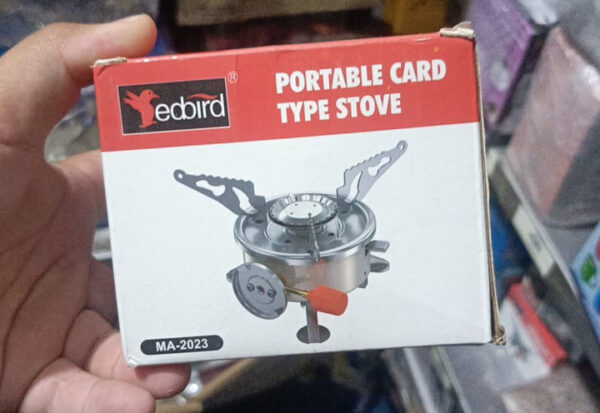 edbird®
PORTABLE CARD
TYPE STOVE
MA-2023